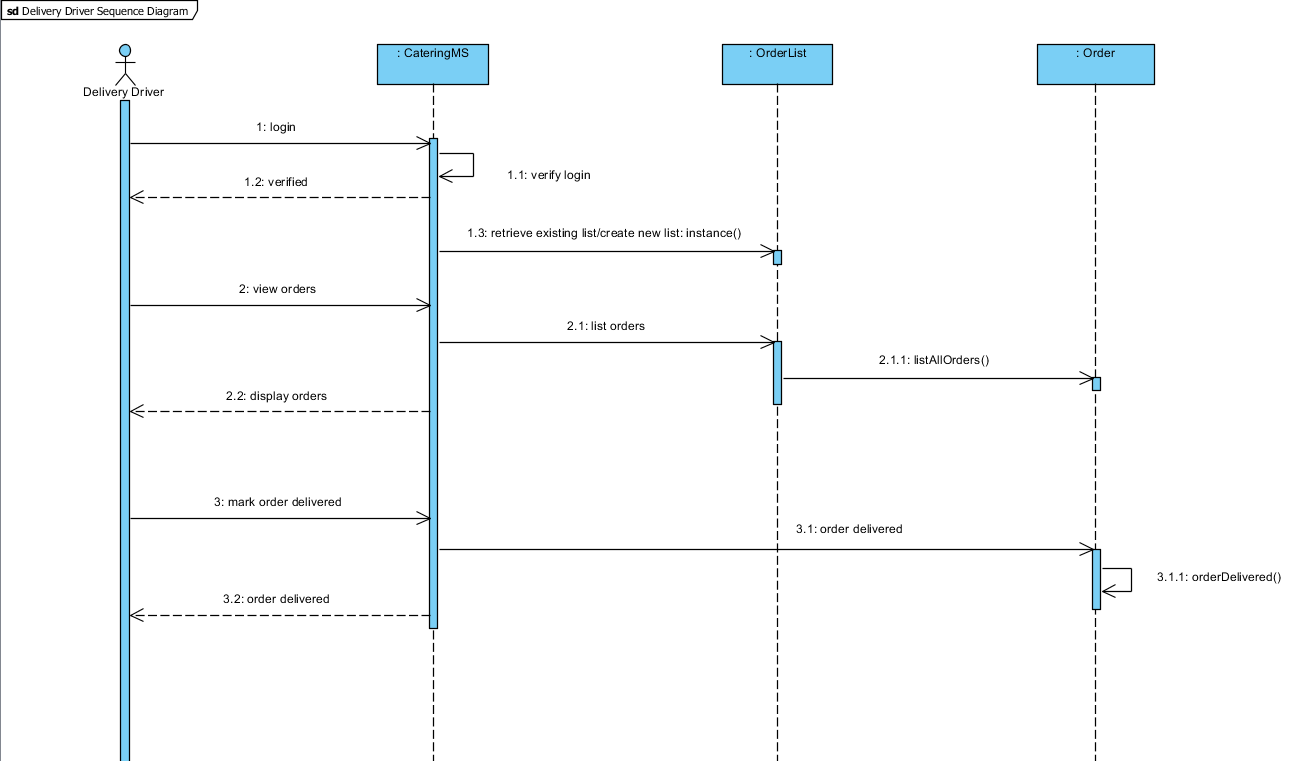 sd Delivery Driver Sequence Diagram
: CateringMS
: OrderList
: Order
Delivery Driver
1: login
1.1: verify login
1.2: verified
1.3: retrieve existing list/create new list: instance()
2: view orders
2.1: list orders
2.1.1: listAllOrders()
2.2: display orders
3: mark order delivered
3.1: order delivered
3.1.1: orderDelivered()
3.2: order delivered